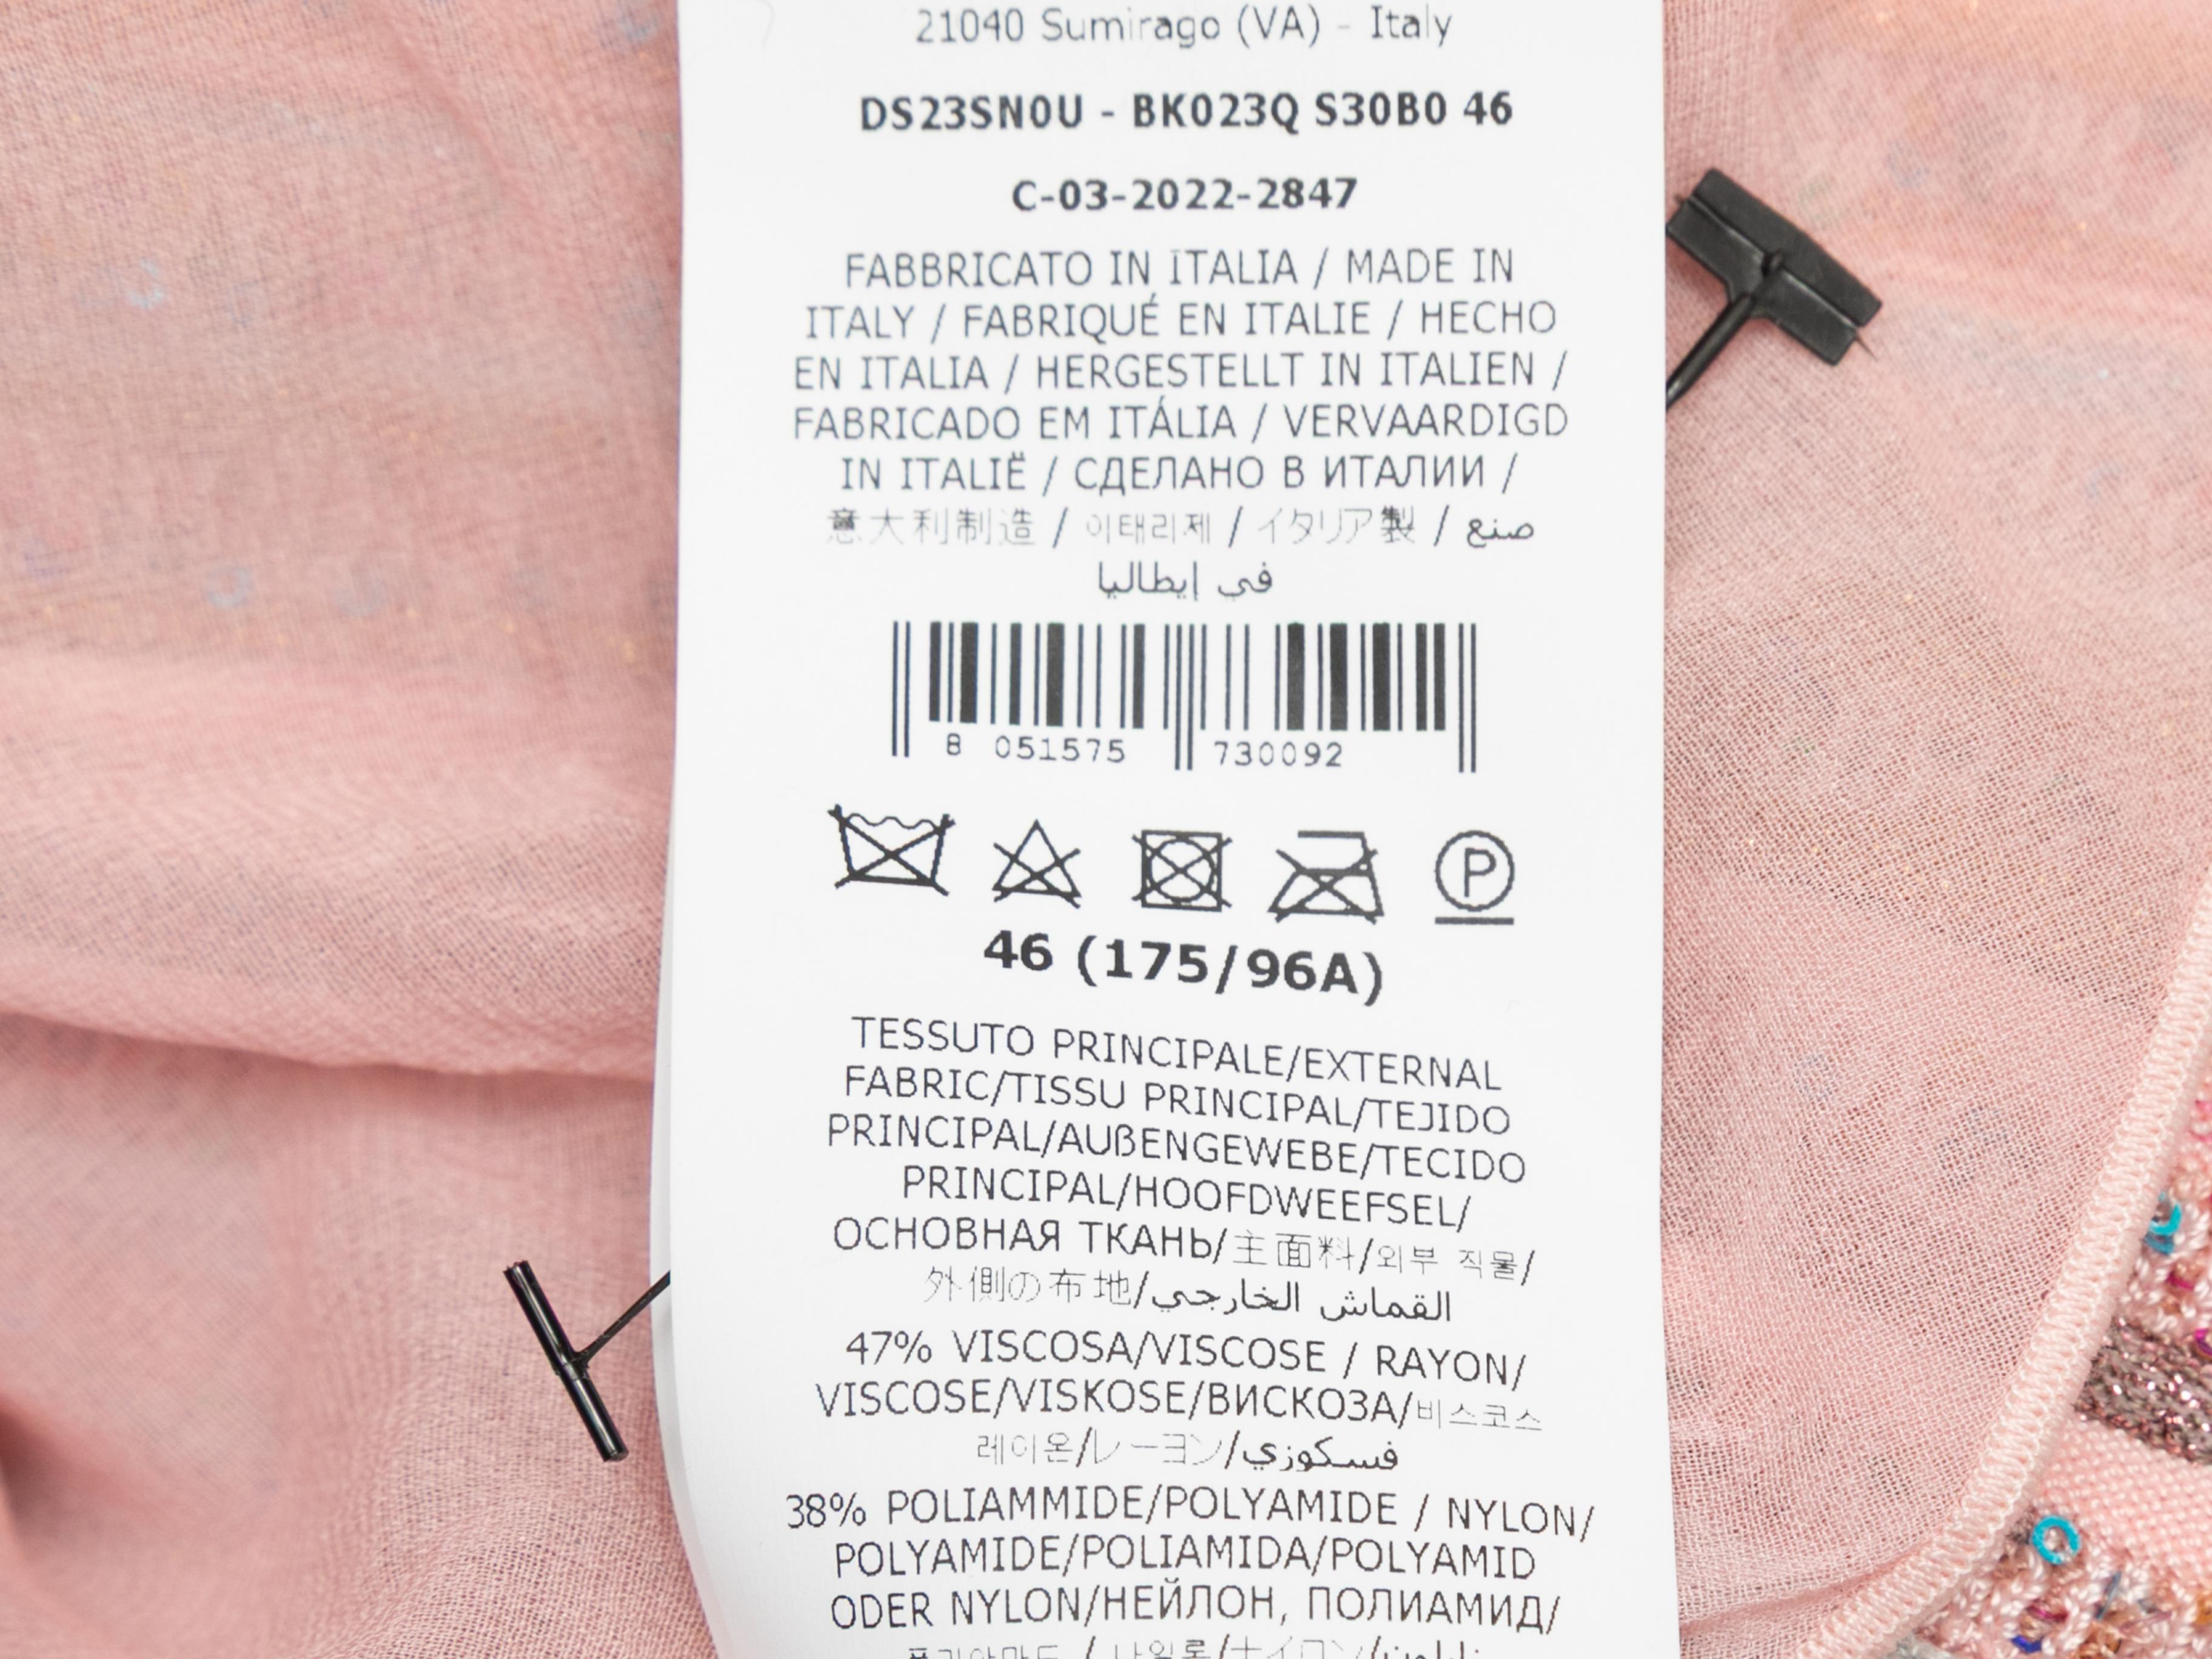 21040 Sumirago (VA) - Italy
DS23SN0U - BK023Q S30B0 46
C-03-2022-2847
FABBRICATO IN ITALIA / MADE IN
ITALY / FABRIQUÉ EN ITALIE / HECHO
EN ITALIA / HERGESTELLT IN ITALIEN /
FABRICADO EM ITÁLIA / VERVAARDIGD
IN ITALIË / СДЕЛАНО В ИТАЛИИ /
意大利制造 / 이태리제 / イタリア製 / صنع
في إيطاليا
8 051575 730092
P
46 (175/96A)
TESSUTO PRINCIPALE/EXTERNAL
FABRIC/TISSU PRINCIPAL/TEJIDO
PRINCIPAL/AUßENGEWEBE/TECIDO
PRINCIPAL/HOOFDWEEFSEL/
ОСНОВНАЯ ТКАНЬ/主面料/외부 직물/
外側の布地/القماش الخارجي
47% VISCOSA/VISCOSE / RAYON/
VISCOSE/VISKOSE/ВИСКОЗА/비스코스
레이온/レーヨン/فسكوزي
38% POLIAMMIDE/POLYAMIDE / NYLON/
POLYAMIDE/POLIAMIDA/POLYAMID
ODER NYLON/НЕЙЛОН, ПОЛИАМИД/